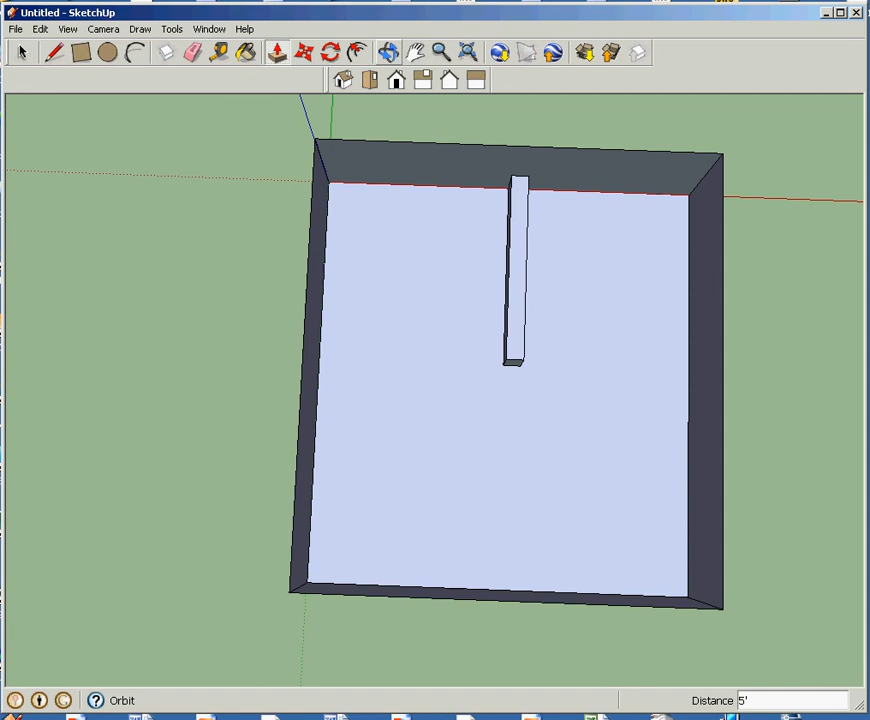 Untitled - SketchUp
File Edit View Camera Draw Tools Window Help
Orbit
Distance 5'